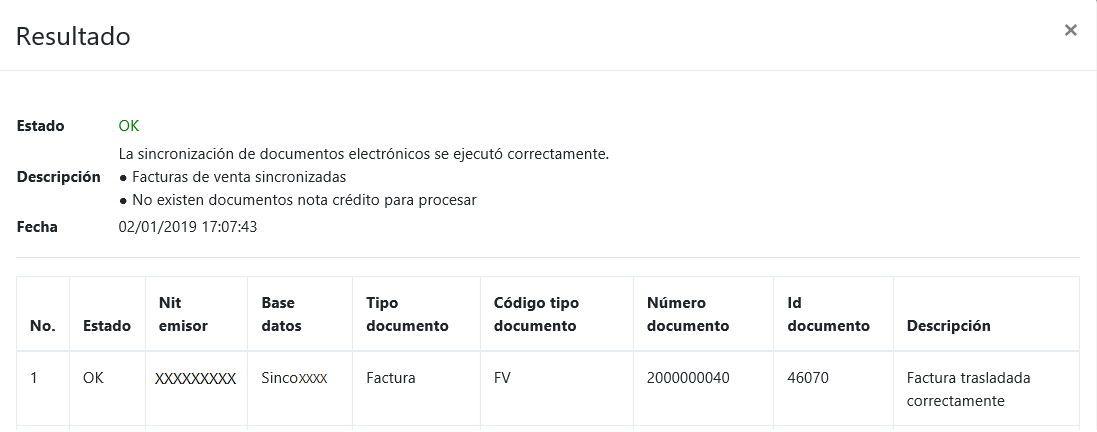 Resultado
×
Estado OK
La sincronización de documentos electrónicos se ejecutó correctamente.
Descripción ● Facturas de venta sincronizadas
● No existen documentos nota crédito para procesar
Fecha 02/01/2019 17:07:43
No. Estado Nit emisor Base datos Tipo documento Código tipo documento Número documento Id documento Descripción
1 OK XXXXXXXXX SincoXXXX Factura FV 2000000040 46070 Factura trasladada correctamente